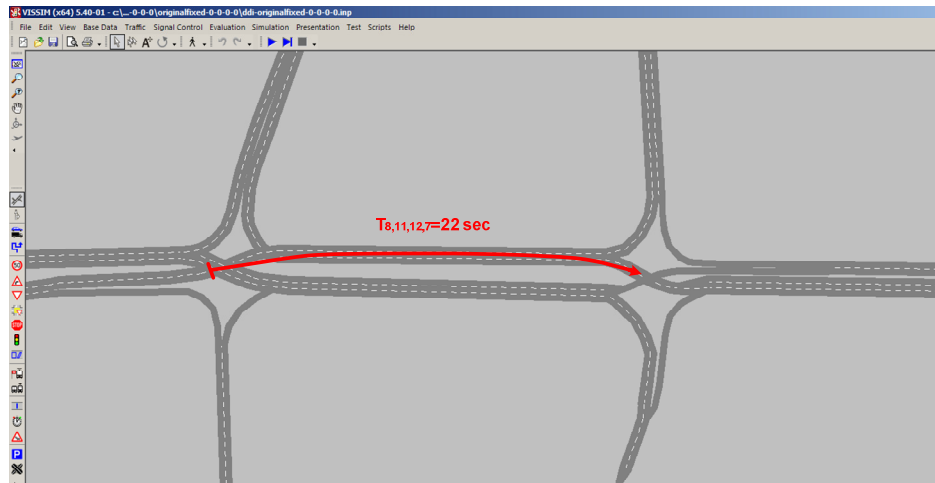 VISSIM (x64) 5.40-01 - c:\...-0-0-0\originalfixed-0-0-0-0\ddi-originalfixed-0-0-0-0.inp
File Edit View Base Data Traffic Signal Control Evaluation Simulation Presentation Test Scripts Help
T8,11,12,7=22 sec
50
STOP
P